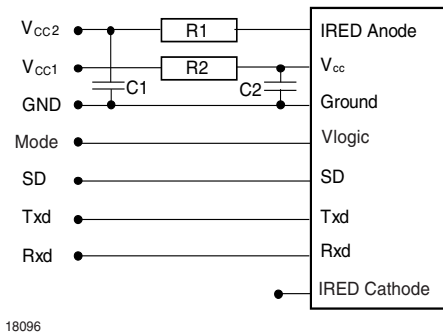 VCC2 R1 IRED Anode
VCC1 R2 Vcc
C1 C2
GND Ground
Mode Vlogic
SD SD
Txd Txd
Rxd Rxd
IRED Cathode
18096